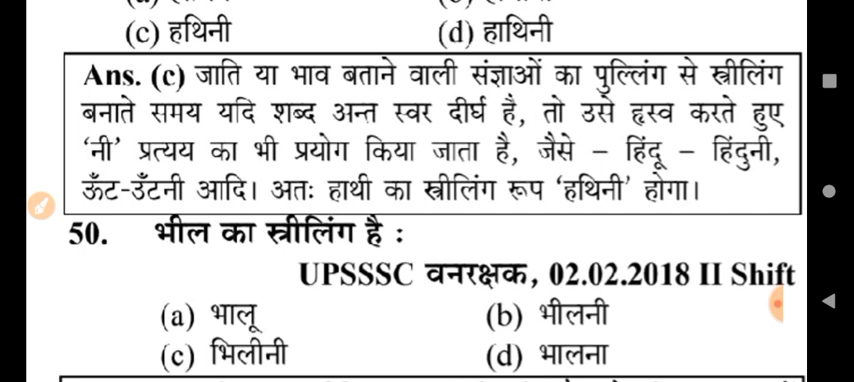 (c) हथिनी (d) हाथिनी
Ans. (c) जाति या भाव बताने वाली संज्ञाओं का पुल्लिंग से स्त्रीलिंग
बनाते समय यदि शब्द अन्त स्वर दीर्घ है, तो उसे हृस्व करते हुए
‘नी’ प्रत्यय का भी प्रयोग किया जाता है, जैसे – हिंदू – हिंदुनी,
ऊँट-उँटनी आदि। अतः हाथी का स्त्रीलिंग रूप ‘हथिनी’ होगा।
50. भील का स्त्रीलिंग है :
UPSSSC वनरक्षक, 02.02.2018 II Shift
(a) भालू (b) भीलनी
(c) भिलीनी (d) भालना